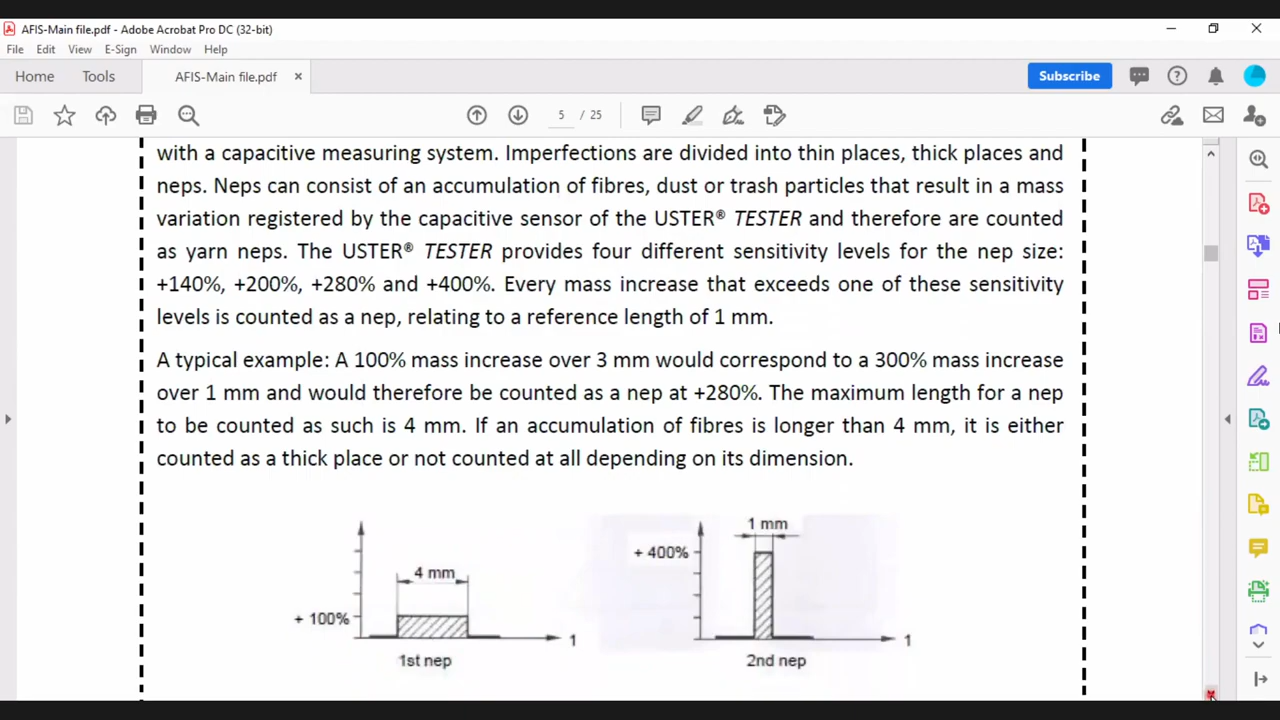 AFIS-Main file.pdf - Adobe Acrobat Pro DC (32-bit)
File Edit View E-Sign Window Help
Home Tools AFIS-Main file.pdf × Subscribe
5 / 25
with a capacitive measuring system. Imperfections are divided into thin places, thick places and
neps. Neps can consist of an accumulation of fibres, dust or trash particles that result in a mass
variation registered by the capacitive sensor of the USTER® TESTER and therefore are counted
as yarn neps. The USTER® TESTER provides four different sensitivity levels for the nep size:
+140%, +200%, +280% and +400%. Every mass increase that exceeds one of these sensitivity
levels is counted as a nep, relating to a reference length of 1 mm.
A typical example: A 100% mass increase over 3 mm would correspond to a 300% mass increase
over 1 mm and would therefore be counted as a nep at +280%. The maximum length for a nep
to be counted as such is 4 mm. If an accumulation of fibres is longer than 4 mm, it is either
counted as a thick place or not counted at all depending on its dimension.
4 mm
+ 100%
1
1st nep
1 mm
+ 400%
1
2nd nep